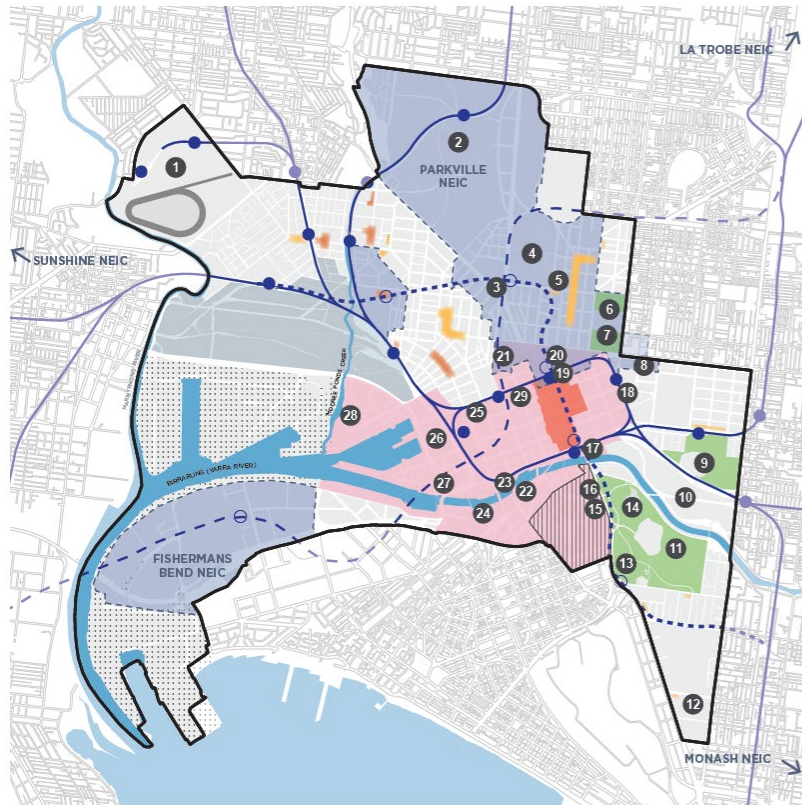 LA TROBE NEIC
1
2
PARKVILLE
NEIC
SUNSHINE NEIC
3
4
5
6
7
8
MARIBYRNONG RIVER
MOONEE PONDS CREEK
21
20
19
18
28
25
29
26
17
9
BIRRARUNG (YARRA RIVER)
27
23
22
16
10
24
15
14
11
FISHERMANS
BEND NEIC
13
12
MONASH NEIC